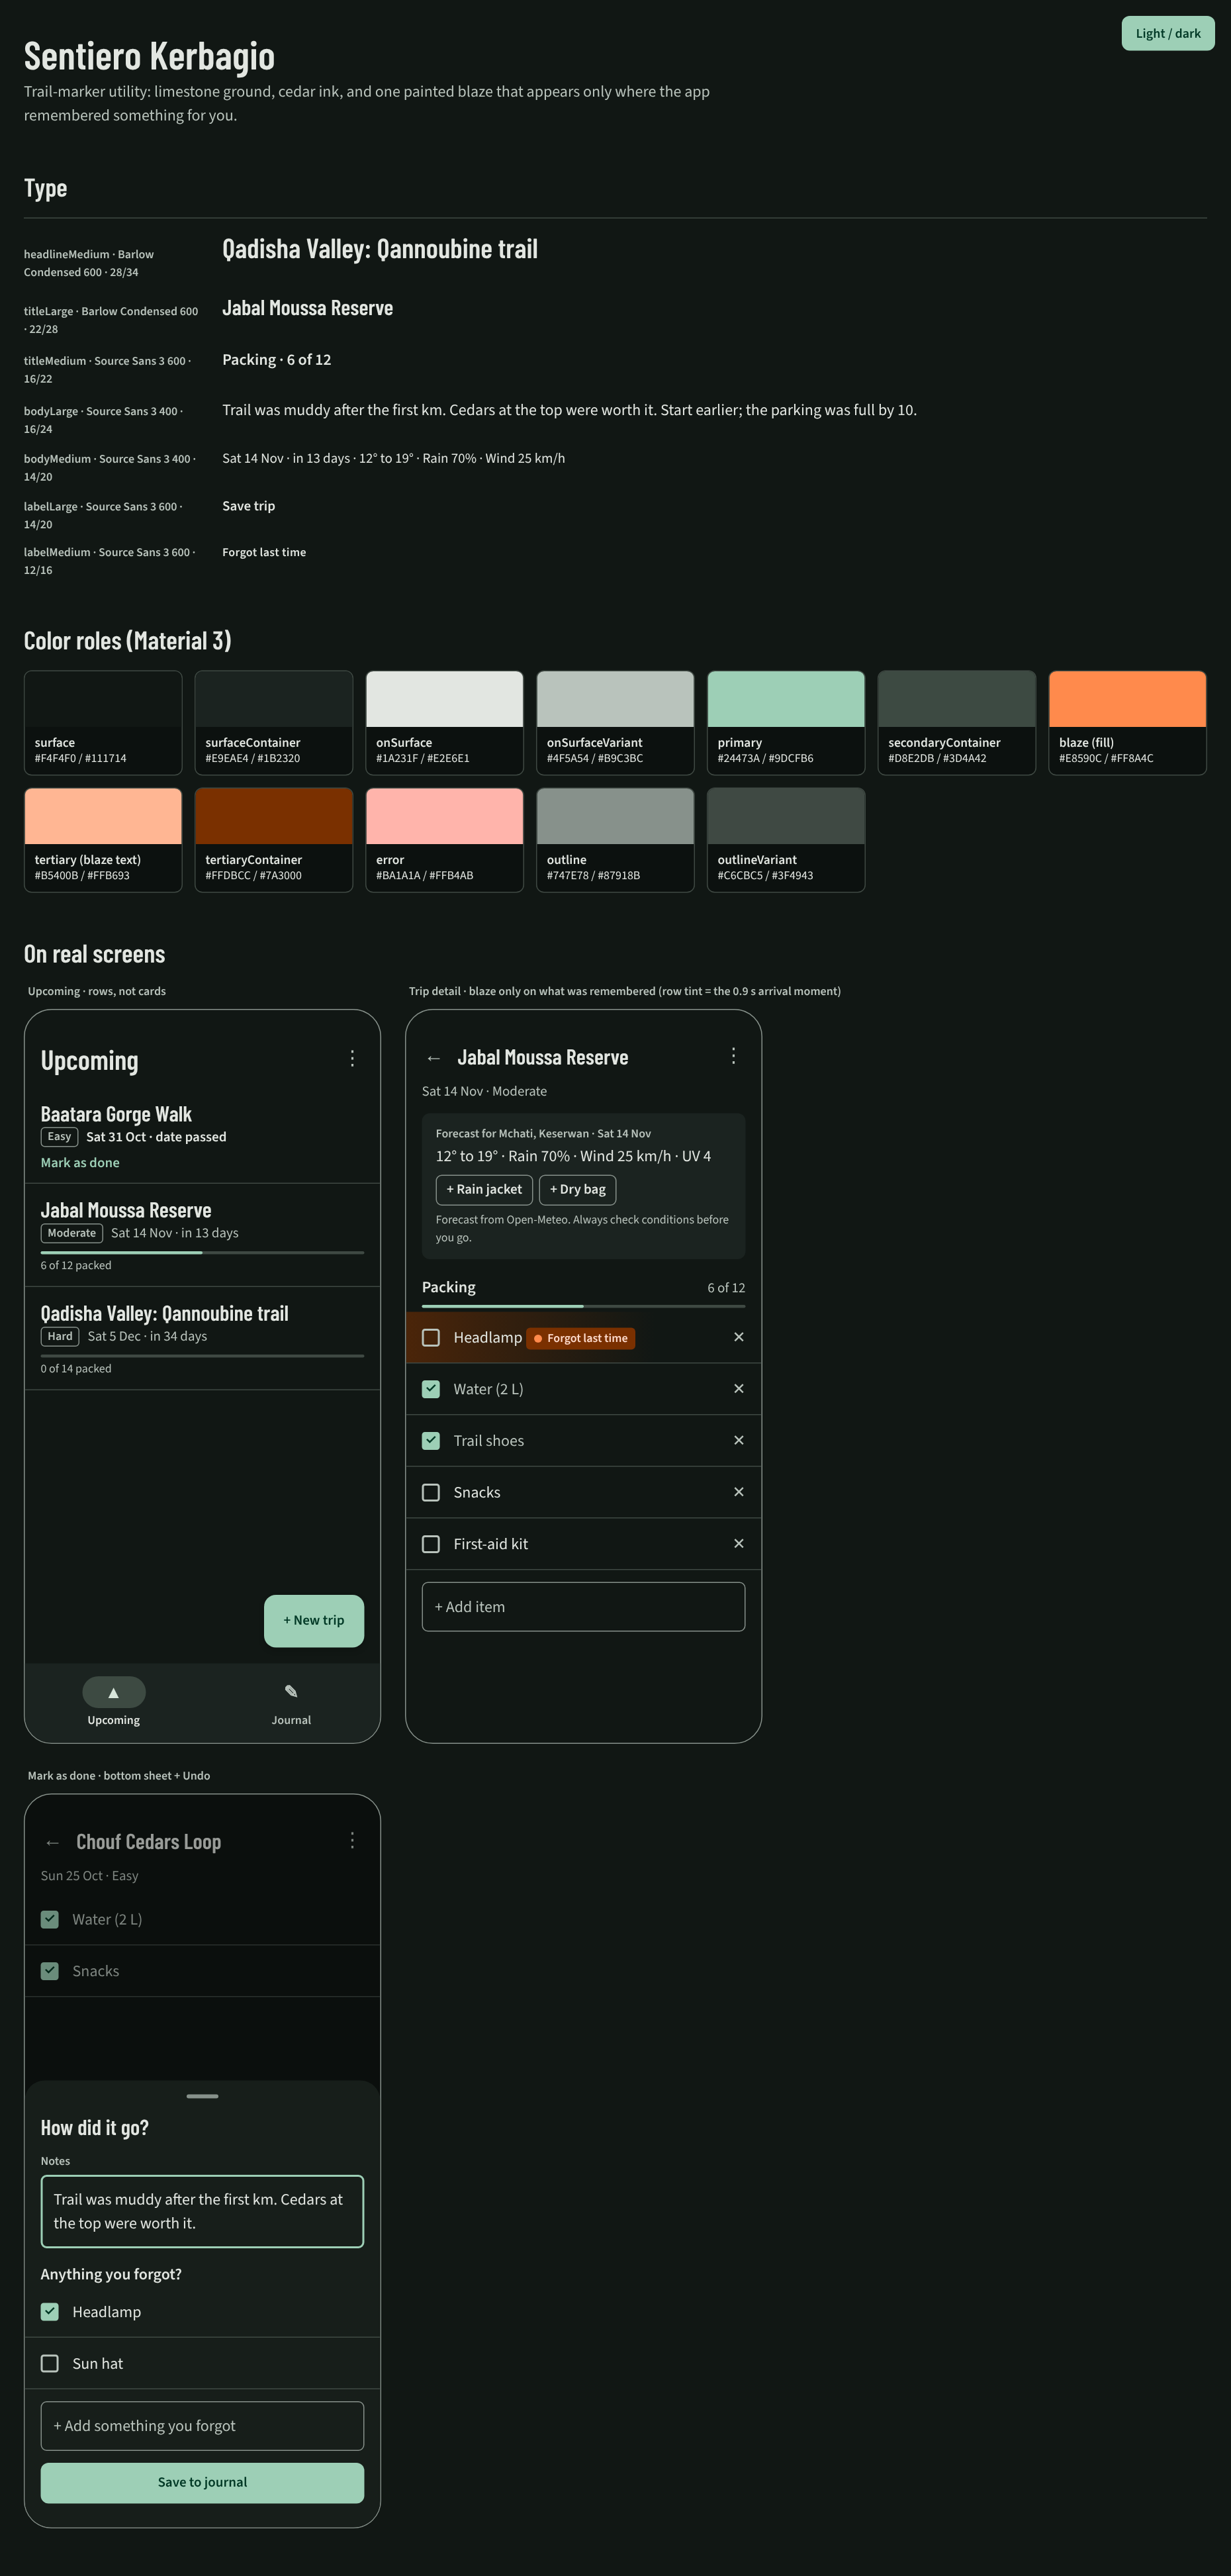 Light / dark
Sentiero Kerbagio
Trail-marker utility: limestone ground, cedar ink, and one painted blaze that appears only where the app
remembered something for you.
Type
headlineMedium · Barlow
Condensed 600 · 28/34
Qadisha Valley: Qannoubine trail
titleLarge · Barlow Condensed 600
· 22/28
Jabal Moussa Reserve
titleMedium · Source Sans 3 600 ·
16/22
Packing · 6 of 12
bodyLarge · Source Sans 3 400 ·
16/24
Trail was muddy after the first km. Cedars at the top were worth it. Start earlier; the parking was full by 10.
bodyMedium · Source Sans 3 400 ·
14/20
Sat 14 Nov · in 13 days · 12° to 19° · Rain 70% · Wind 25 km/h
labelLarge · Source Sans 3 600 ·
14/20
Save trip
labelMedium · Source Sans 3 600 ·
12/16
Forgot last time
Color roles (Material 3)
surface
#F4F4F0 / #111714
surfaceContainer
#E9EAE4 / #1B2320
onSurface
#1A231F / #E2E6E1
onSurfaceVariant
#4F5A54 / #B9C3BC
primary
#24473A / #9DCFB6
secondaryContainer
#D8E2DB / #3D4A42
blaze (fill)
#E8590C / #FF8A4C
tertiary (blaze text)
#B5400B / #FFB693
tertiaryContainer
#FFDBCC / #7A3000
error
#BA1A1A / #FFB4AB
outline
#747E78 / #87918B
outlineVariant
#C6CBC5 / #3F4943
On real screens
Upcoming · rows, not cards
Upcoming
⋮
Baatara Gorge Walk
Easy Sat 31 Oct · date passed
Mark as done
Jabal Moussa Reserve
Moderate Sat 14 Nov · in 13 days
6 of 12 packed
Qadisha Valley: Qannoubine trail
Hard Sat 5 Dec · in 34 days
0 of 14 packed
+ New trip
Upcoming
Journal
Trip detail · blaze only on what was remembered (row tint = the 0.9 s arrival moment)
← Jabal Moussa Reserve ⋮
Sat 14 Nov · Moderate
Forecast for Mchati, Keserwan · Sat 14 Nov
12° to 19° · Rain 70% · Wind 25 km/h · UV 4
+ Rain jacket + Dry bag
Forecast from Open-Meteo. Always check conditions before
you go.
Packing 6 of 12
Headlamp Forgot last time ✕
Water (2 L) ✕
Trail shoes ✕
Snacks ✕
First-aid kit ✕
+ Add item
Mark as done · bottom sheet + Undo
← Chouf Cedars Loop ⋮
Sun 25 Oct · Easy
Water (2 L)
Snacks
How did it go?
Notes
Trail was muddy after the first km. Cedars at
the top were worth it.
Anything you forgot?
Headlamp
Sun hat
+ Add something you forgot
Save to journal